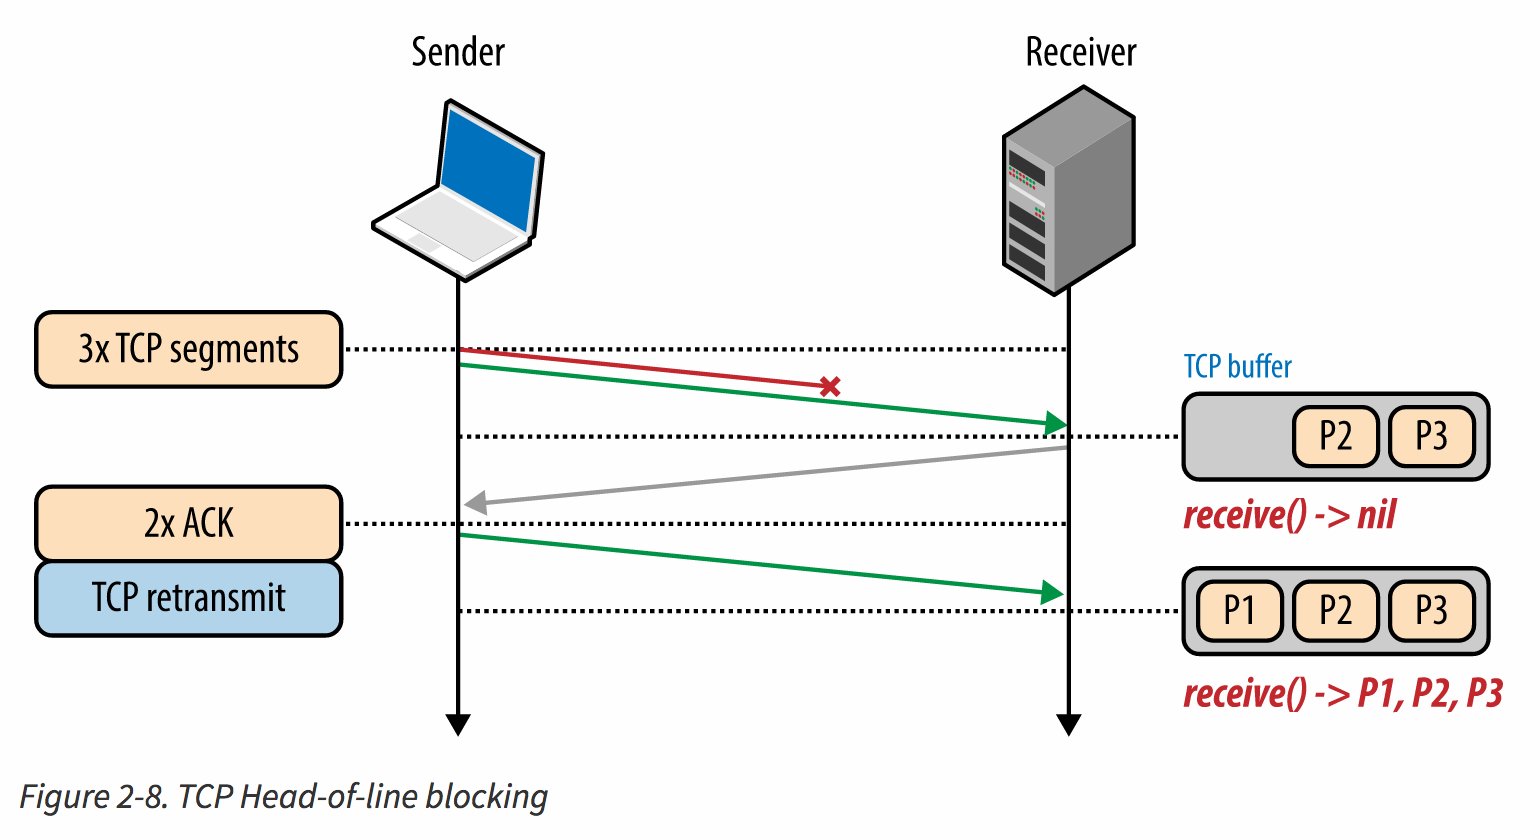 Sender
Receiver
3x TCP segments
TCP buffer
P2
P3
receive() -> nil
2x ACK
TCP retransmit
P1
P2
P3
receive() -> P1, P2, P3
Figure 2-8. TCP Head-of-line blocking